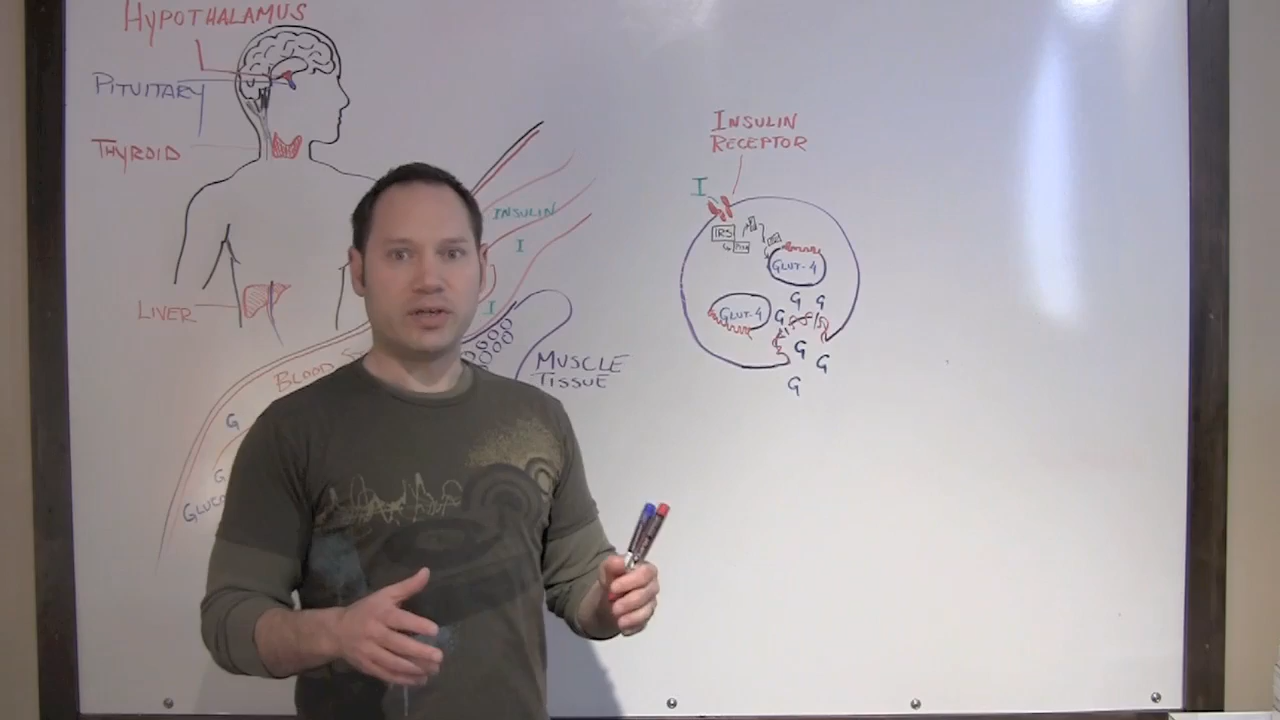 HYPOTHALAMUS
PITUITARY
THYROID
LIVER
BLOOD
G
G
INSULIN
I
I
MUSCLE
TISSUE
INSULIN
RECEPTOR
I
IRS
GLUT-4
GLUT-4
G
G
G
G
G
G